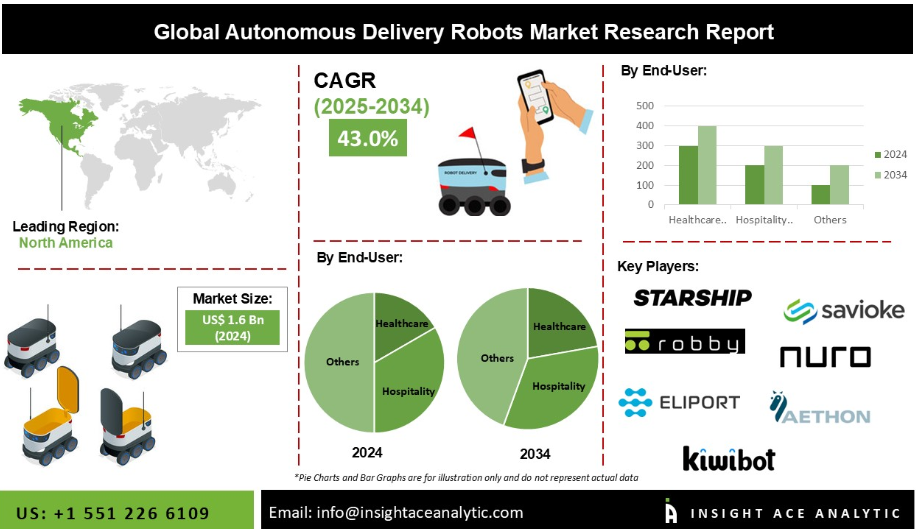 Global Autonomous Delivery Robots Market Research Report
Leading Region:
North America
Market Size:
US$ 1.6 Bn
(2024)
CAGR
(2025-2034)
43.0%
ROBOT DELIVERY
By End-User:
Healthcare
Others
Hospitality
2024
Healthcare
Others
Hospitality
2034
By End-User:
500
400
300
200
100
0
Healthcare..
Hospitality..
Others
2024
2034
Key Players:
STARSHIP
savioke
robby
nuro
ELIPORT
AETHON
kiwibot
*Pie Charts and Bar Graphs are for illustration only and do not represent actual data
US: +1 551 226 6109
Email: info@insightaceanalytic.com
INSIGHT ACE ANALYTIC